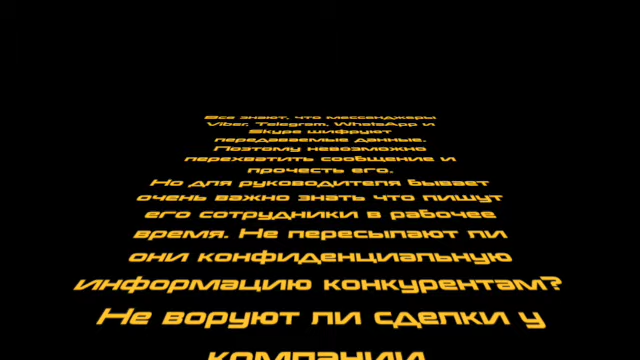 Все знают, что мессенджеры
Viber, Telegram, WhatsApp и
Skype шифруют
передаваемые данные.
Поэтому невозможно
перехватить сообщение и
прочесть его.
Но для руководителя бывает
очень важно знать что пишут
его сотрудники в рабочее
время. Не пересылают ли
они конфиденциальную
информацию конкурентам?
Не воруют ли сделки у
компании